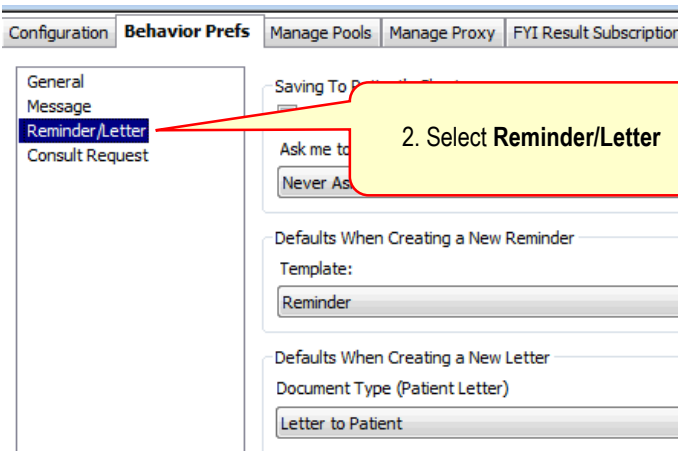 Configuration Behavior Prefs Manage Pools Manage Proxy FYI Result Subscription
General
Message
Reminder/Letter
Consult Request
Saving To
2. Select Reminder/Letter
Ask me to
Never
Defaults When Creating a New Reminder
Template:
Reminder
Defaults When Creating a New Letter
Document Type (Patient Letter)
Letter to Patient